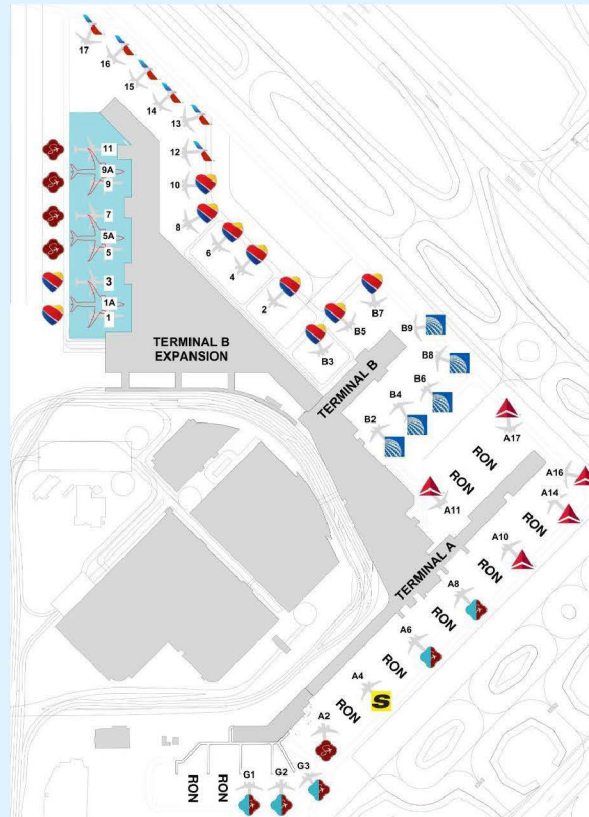 17
16
15
14
13
12
11
9A
9
10
7
8
5A
6
5
4
3
2
B7
1A
B9
B5
1
TERMINAL B
EXPANSION
B3
B8
TERMINAL B
B6
B4
B2
A17
RON
A16
RON
A14
A11
RON
A10
RON
TERMINAL A
A8
RON
A6
RON
A4
S
RON
A2
G3
G1
G2
RON
RON